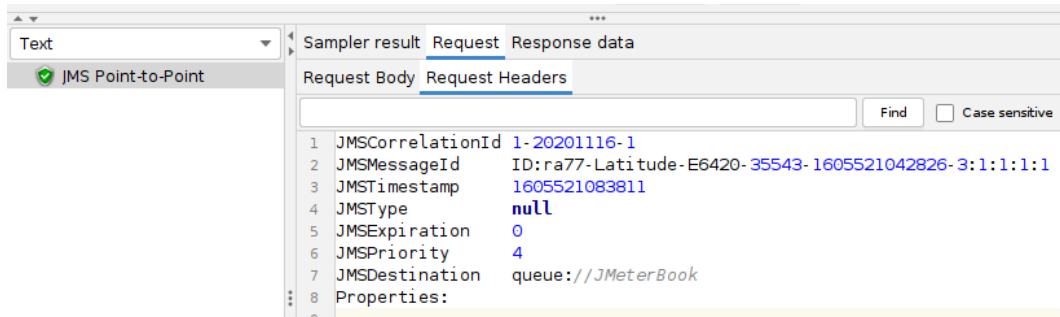 Text
Sampler result Request Response data
JMS Point-to-Point
Request Body Request Headers
Find Case sensitive
1 JMSCorrelationId 1-20201116-1
2 JMSMessageId ID:ra77-Latitude-E6420-35543-1605521042826-3:1:1:1:1
3 JMSTimestamp 1605521083811
4 JMSType null
5 JMSExpiration 0
6 JMSPriority 4
7 JMSDestination queue://JMeterBook
8 Properties: